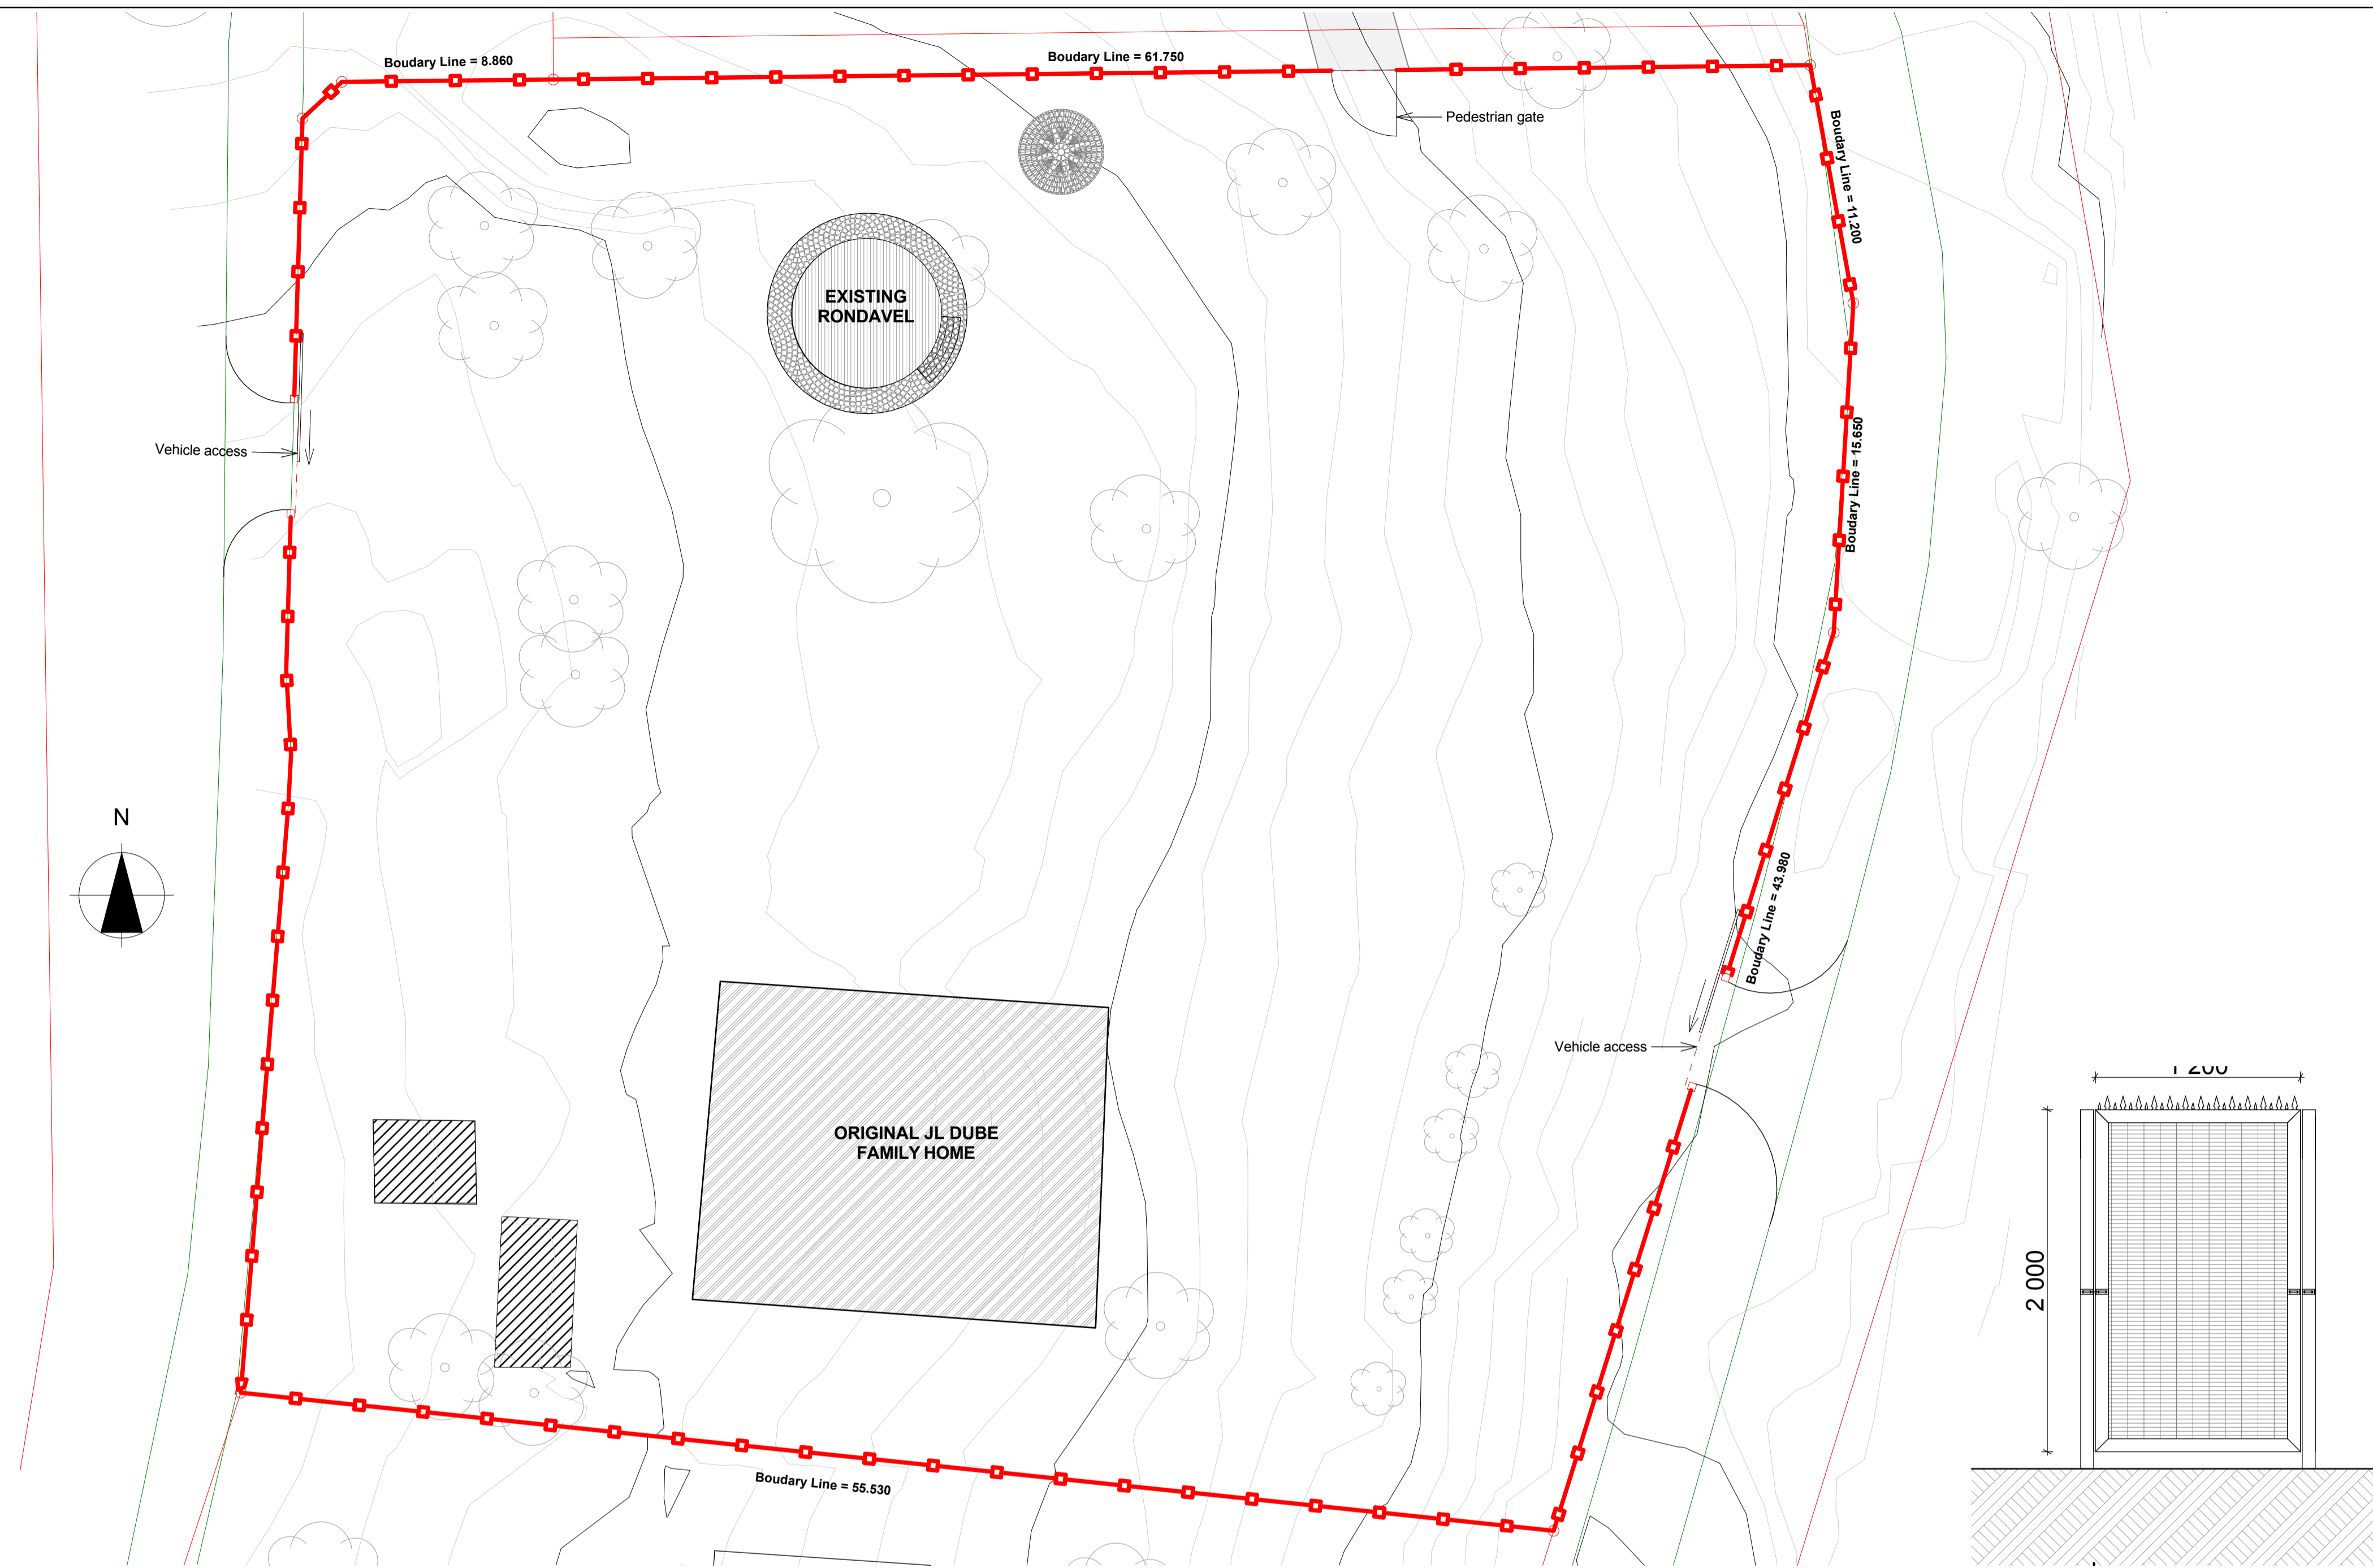 Boudary Line = 8.860
Boudary Line = 61.750
Pedestrian gate
Boudary Line = 11.200
EXISTING
RONDAVEL
Vehicle access
Boudary Line = 15.650
N
Boudary Line = 43.980
Vehicle access
1 200
2 000
ORIGINAL JL DUBE
FAMILY HOME
Boudary Line = 55.530